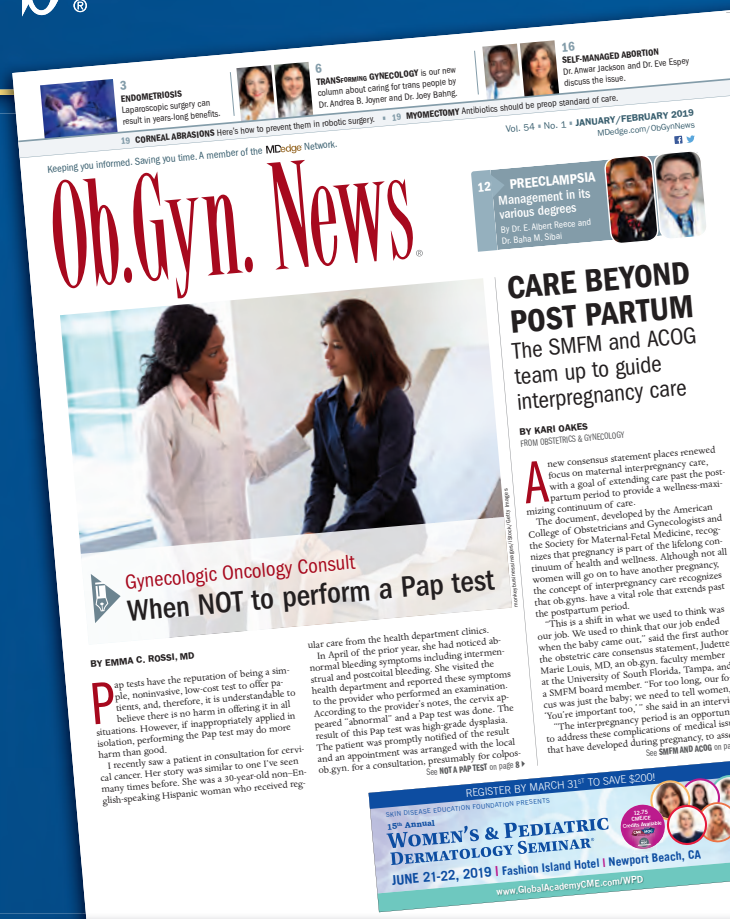 ®
3
ENDOMETRIOSIS
Laparoscopic surgery can
result in years-long benefits.
6
TRANSFORMING GYNECOLOGY is our new
column about caring for trans people by
Dr. Andrea B. Joyner and Dr. Joey Bahng.
16
SELF-MANAGED ABORTION
Dr. Anwar Jackson and Dr. Eve Espey
discuss the issue.
19 CORNEAL ABRASIONS Here's how to prevent them in robotic surgery. • 19 MYOMECTOMY Antibiotics should be preop standard of care.
Keeping you informed. Saving you time. A member of the MDedge Network.
Vol. 54 • No. 1 • JANUARY/FEBRUARY 2019
MDedge.com/ObGynNews
Ob.Gyn. News®
12 PREECLAMPSIA
Management in its
various degrees
By Dr. E. Albert Reece and
Dr. Baha M. Sibai
Gynecologic Oncology Consult
When NOT to perform a Pap test
monkeybusinessimages/iStock/Getty Images
BY EMMA C. ROSSI, MD
Pap tests have the reputation of being a sim-
ple, noninvasive, low-cost test to offer pa-
tients, and, therefore, it is understandable to
believe there is no harm in offering it in all
situations. However, if inappropriately applied in
isolation, performing the Pap test may do more
harm than good.
I recently saw a patient in consultation for cervi-
cal cancer. Her story was similar to one I've seen
many times before. She was a 30-year-old non–En-
glish-speaking Hispanic woman who received reg-
ular care from the health department clinics.
In April of the prior year, she had noticed ab-
normal bleeding symptoms including intermen-
strual and postcoital bleeding. She visited the
health department and reported these symptoms
to the provider who performed an examination.
According to the provider's notes, the cervix ap-
peared "abnormal" and a Pap test was done. The
result of this Pap test was high-grade dysplasia.
The patient was promptly notified of the result
and an appointment was arranged with the local
ob.gyn. for a consultation, presumably for colpos-
See NOT A PAP TEST on page 8
CARE BEYOND
POST PARTUM
The SMFM and ACOG
team up to guide
interpregnancy care
BY KARI OAKES
FROM OBSTETRICS & GYNECOLOGY
A new consensus statement places renewed
focus on maternal interpregnancy care,
with a goal of extending care past the post-
partum period to provide a wellness-maxi-
mizing continuum of care.
The document, developed by the American
College of Obstetricians and Gynecologists and
the Society for Maternal-Fetal Medicine, recog-
nizes that pregnancy is part of the lifelong con-
tinuum of health and wellness. Although not all
women will go on to have another pregnancy,
the concept of interpregnancy care recognizes
that ob.gyns. have a vital role that extends past
the postpartum period.
"This is a shift in what we used to think was
our job. We used to think that our job ended
when the baby came out," said the first author
the obstetric care consensus statement, Judette
Marie Louis, MD, an ob.gyn. faculty member
at the University of South Florida, Tampa, and
a SMFM board member. "For too long, our fo
cus was just the baby; we need to tell women,
'You're important too,' " she said in an intervi
"The interpregnancy period is an opportun
to address these complications of medical issu
that have developed during pregnancy, to asse
See SMFM AND ACOG on pa
REGISTER BY MARCH 31ST TO SAVE $200!
SKIN DISEASE EDUCATION FOUNDATION PRESENTS
15th Annual
WOMEN'S & PEDIATRIC
DERMATOLOGY SEMINAR®
12.75
CME/CE
Credits Available
JUNE 21-22, 2019 | Fashion Island Hotel | Newport Beach, CA
www.GlobalAcademyCME.com/WPD